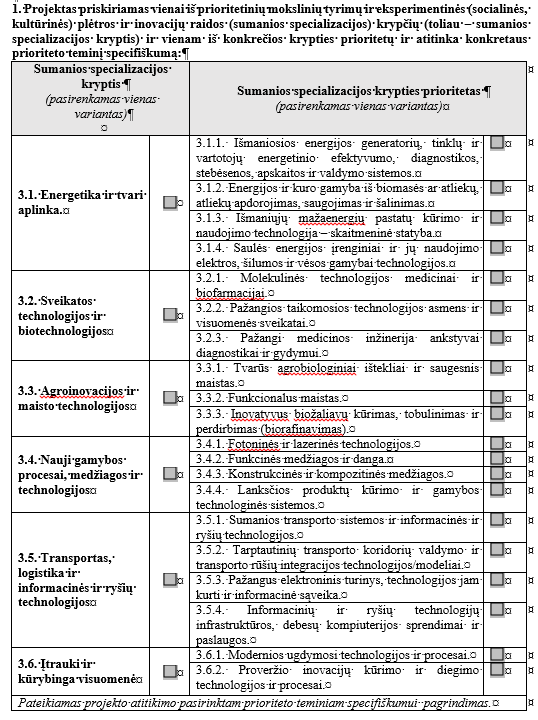 1. Projektas priskiriamas vienai iš prioritetinių mokslinių tyrimų ir eksperimentinės (socialinės,
kultūrinės) plėtros ir inovacijų raidos (sumanios specializacijos) krypčių (toliau – sumanios
specializacijos kryptis) ir vienam iš konkrečios krypties prioritetų ir atitinka konkretaus
prioriteto teminį specifiškumą:¶
Sumanios specializacijos
kryptis¶
(pasirenkamas vienas
variantas)¶
Sumanios specializacijos krypties prioritetas¶
(pasirenkamas vienas variantas)
3.1. Energetika ir tvari
aplinka.
3.1.1. Išmaniosios energijos generatorių, tinklų ir
vartotojų energetinio efektyvumo, diagnostikos,
stebėsenos, apskaitos ir valdymo sistemos.
3.1.2. Energijos ir kuro gamyba iš biomasės ar atliekų,
atliekų apdorojimas, saugojimas ir šalinimas.
3.1.3. Išmaniųjų mažaenergių pastatų kūrimo ir
naudojimo technologija – skaitmeninė statyba.
3.1.4. Saulės energijos įrenginiai ir jų naudojimo
elektros, šilumos ir vėsos gamybai technologijos.
3.2. Sveikatos
technologijos ir
biotechnologijos
3.2.1. Molekulinės technologijos medicinai ir
biofarmacijai.
3.2.2. Pažangios taikomosios technologijos asmens ir
visuomenės sveikatai.
3.2.3. Pažangi medicinos inžinerija ankstyvai
diagnostikai ir gydymui.
3.3. Agroinovacijos ir
maisto technologijos
3.3.1. Tvarūs agrobiologiniai ištekliai ir saugesnis
maistas.
3.3.2. Funkcionalus maistas.
3.3.3. Inovatyvus biožaliavų kūrimas, tobulinimas ir
perdirbimas (biorafinavimas).
3.4. Nauji gamybos
procesai, medžiagos ir
technologijos
3.4.1. Fotoninės ir lazerinės technologijos.
3.4.2. Funkcinės medžiagos ir danga.
3.4.3. Konstrukcinės ir kompozitinės medžiagos.
3.4.4. Lanksčios produktų kūrimo ir gamybos
technologinės sistemos.
3.5. Transportas,
logistika ir
informacinės ir ryšių
technologijos
3.5.1. Sumanios transporto sistemos ir informacinės ir
ryšių technologijos.
3.5.2. Tarptautinių transporto koridorių valdymo ir
transporto rūšių integracijos technologijos/modeliai.
3.5.3. Pažangus elektroninis turinys, technologijos jam
kurti ir informacinė sąveika.
3.5.4. Informacinių ir ryšių technologijų
infrastruktūros, debesų kompiuterijos sprendimai ir
paslaugos.
3.6. Įtrauki ir
kūrybinga visuomenė
3.6.1. Modernios ugdymosi technologijos ir procesai.
3.6.2. Proveržio inovacijų kūrimo ir diegimo
technologijos ir procesai.
Pateikiamas projekto atitikimo pasirinktam prioriteto teminiam specifiškumui pagrindimas.